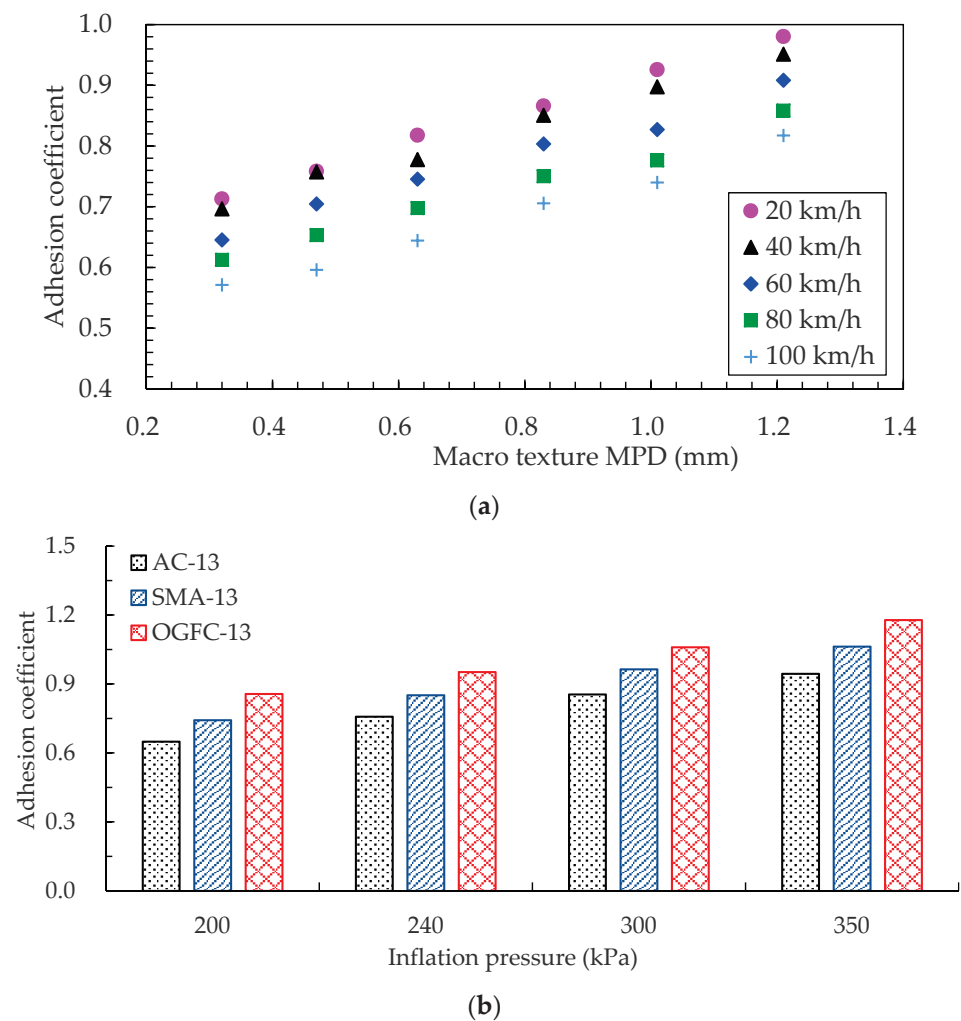 1.0
0.9
0.8
0.7
0.6
0.5
0.4
Adhesion coefficient
20 km/h
40 km/h
60 km/h
80 km/h
100 km/h
0.2 0.4 0.6 0.8 1.0 1.2 1.4
Macro texture MPD (mm)
(a)
1.5
1.2
0.9
0.6
0.3
0.0
Adhesion coefficient
AC-13
SMA-13
OGFC-13
200 240 300 350
Inflation pressure (kPa)
(b)